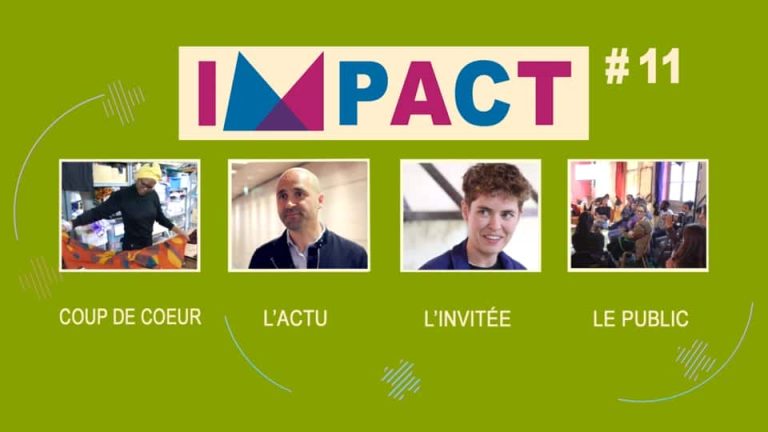 IMPACT
#11
COUP DE COEUR
L'ACTU
L'INVITÉE
LE PUBLIC